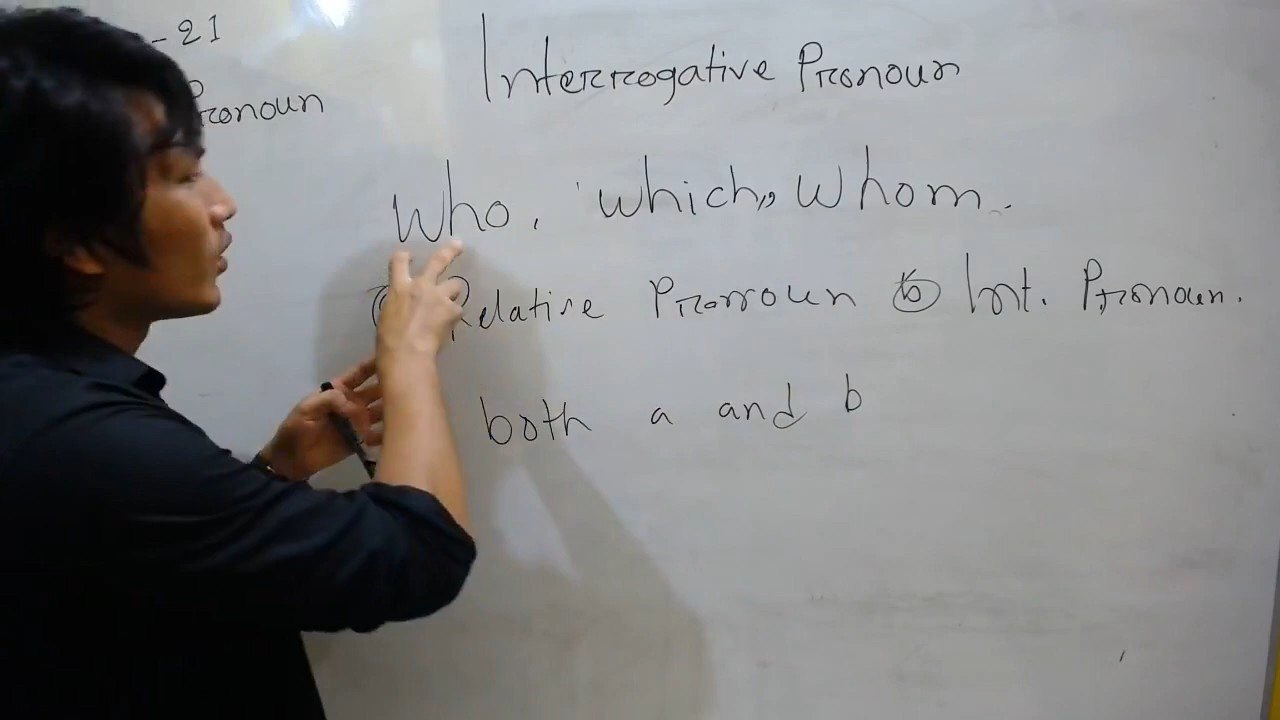 - 21
Pronoun
Interrogative Pronoun
Who, which, Whom.
Relative Pronoun ⓑ Int. Pronoun.
both a and b